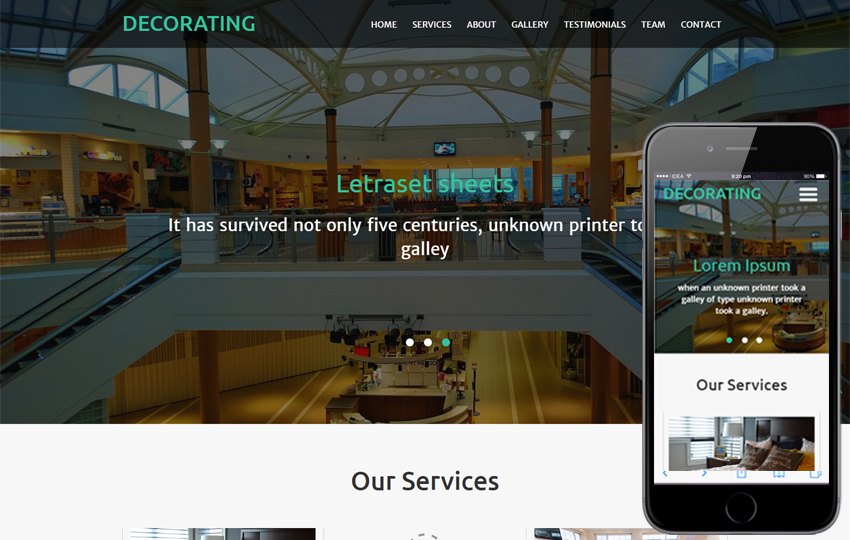 DECORATING
HOME SERVICES ABOUT GALLERY TESTIMONIALS TEAM CONTACT
Letraset sheets
It has survived not only five centuries, unknown printer to
galley
Our Services
IDEA 9:20 pm 90%
DECORATING
Lorem Ipsum
when an unknown printer took a
galley of type unknown printer
took a galley.
Our Services